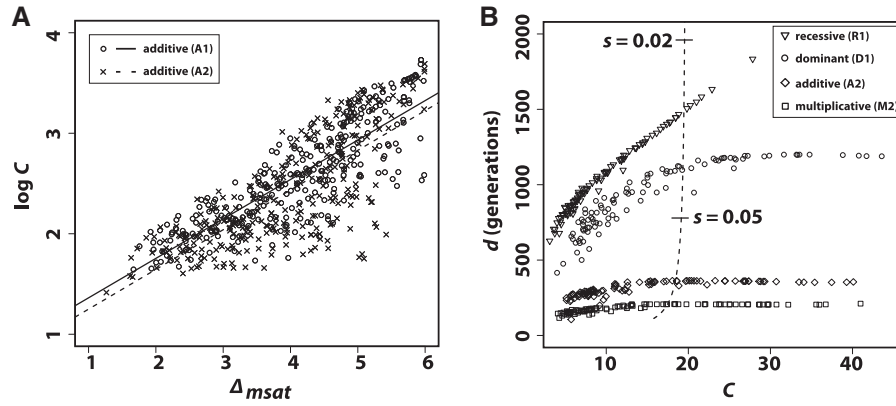 A
additive (A1)
additive (A2)
log C
4
3
2
1
1 2 3 4 5 6
Δmsat
B
recessive (R1)
dominant (D1)
additive (A2)
multiplicative (M2)
s = 0.02
s = 0.05
d (generations)
2000
1500
1000
500
0
10 20 30 40
C